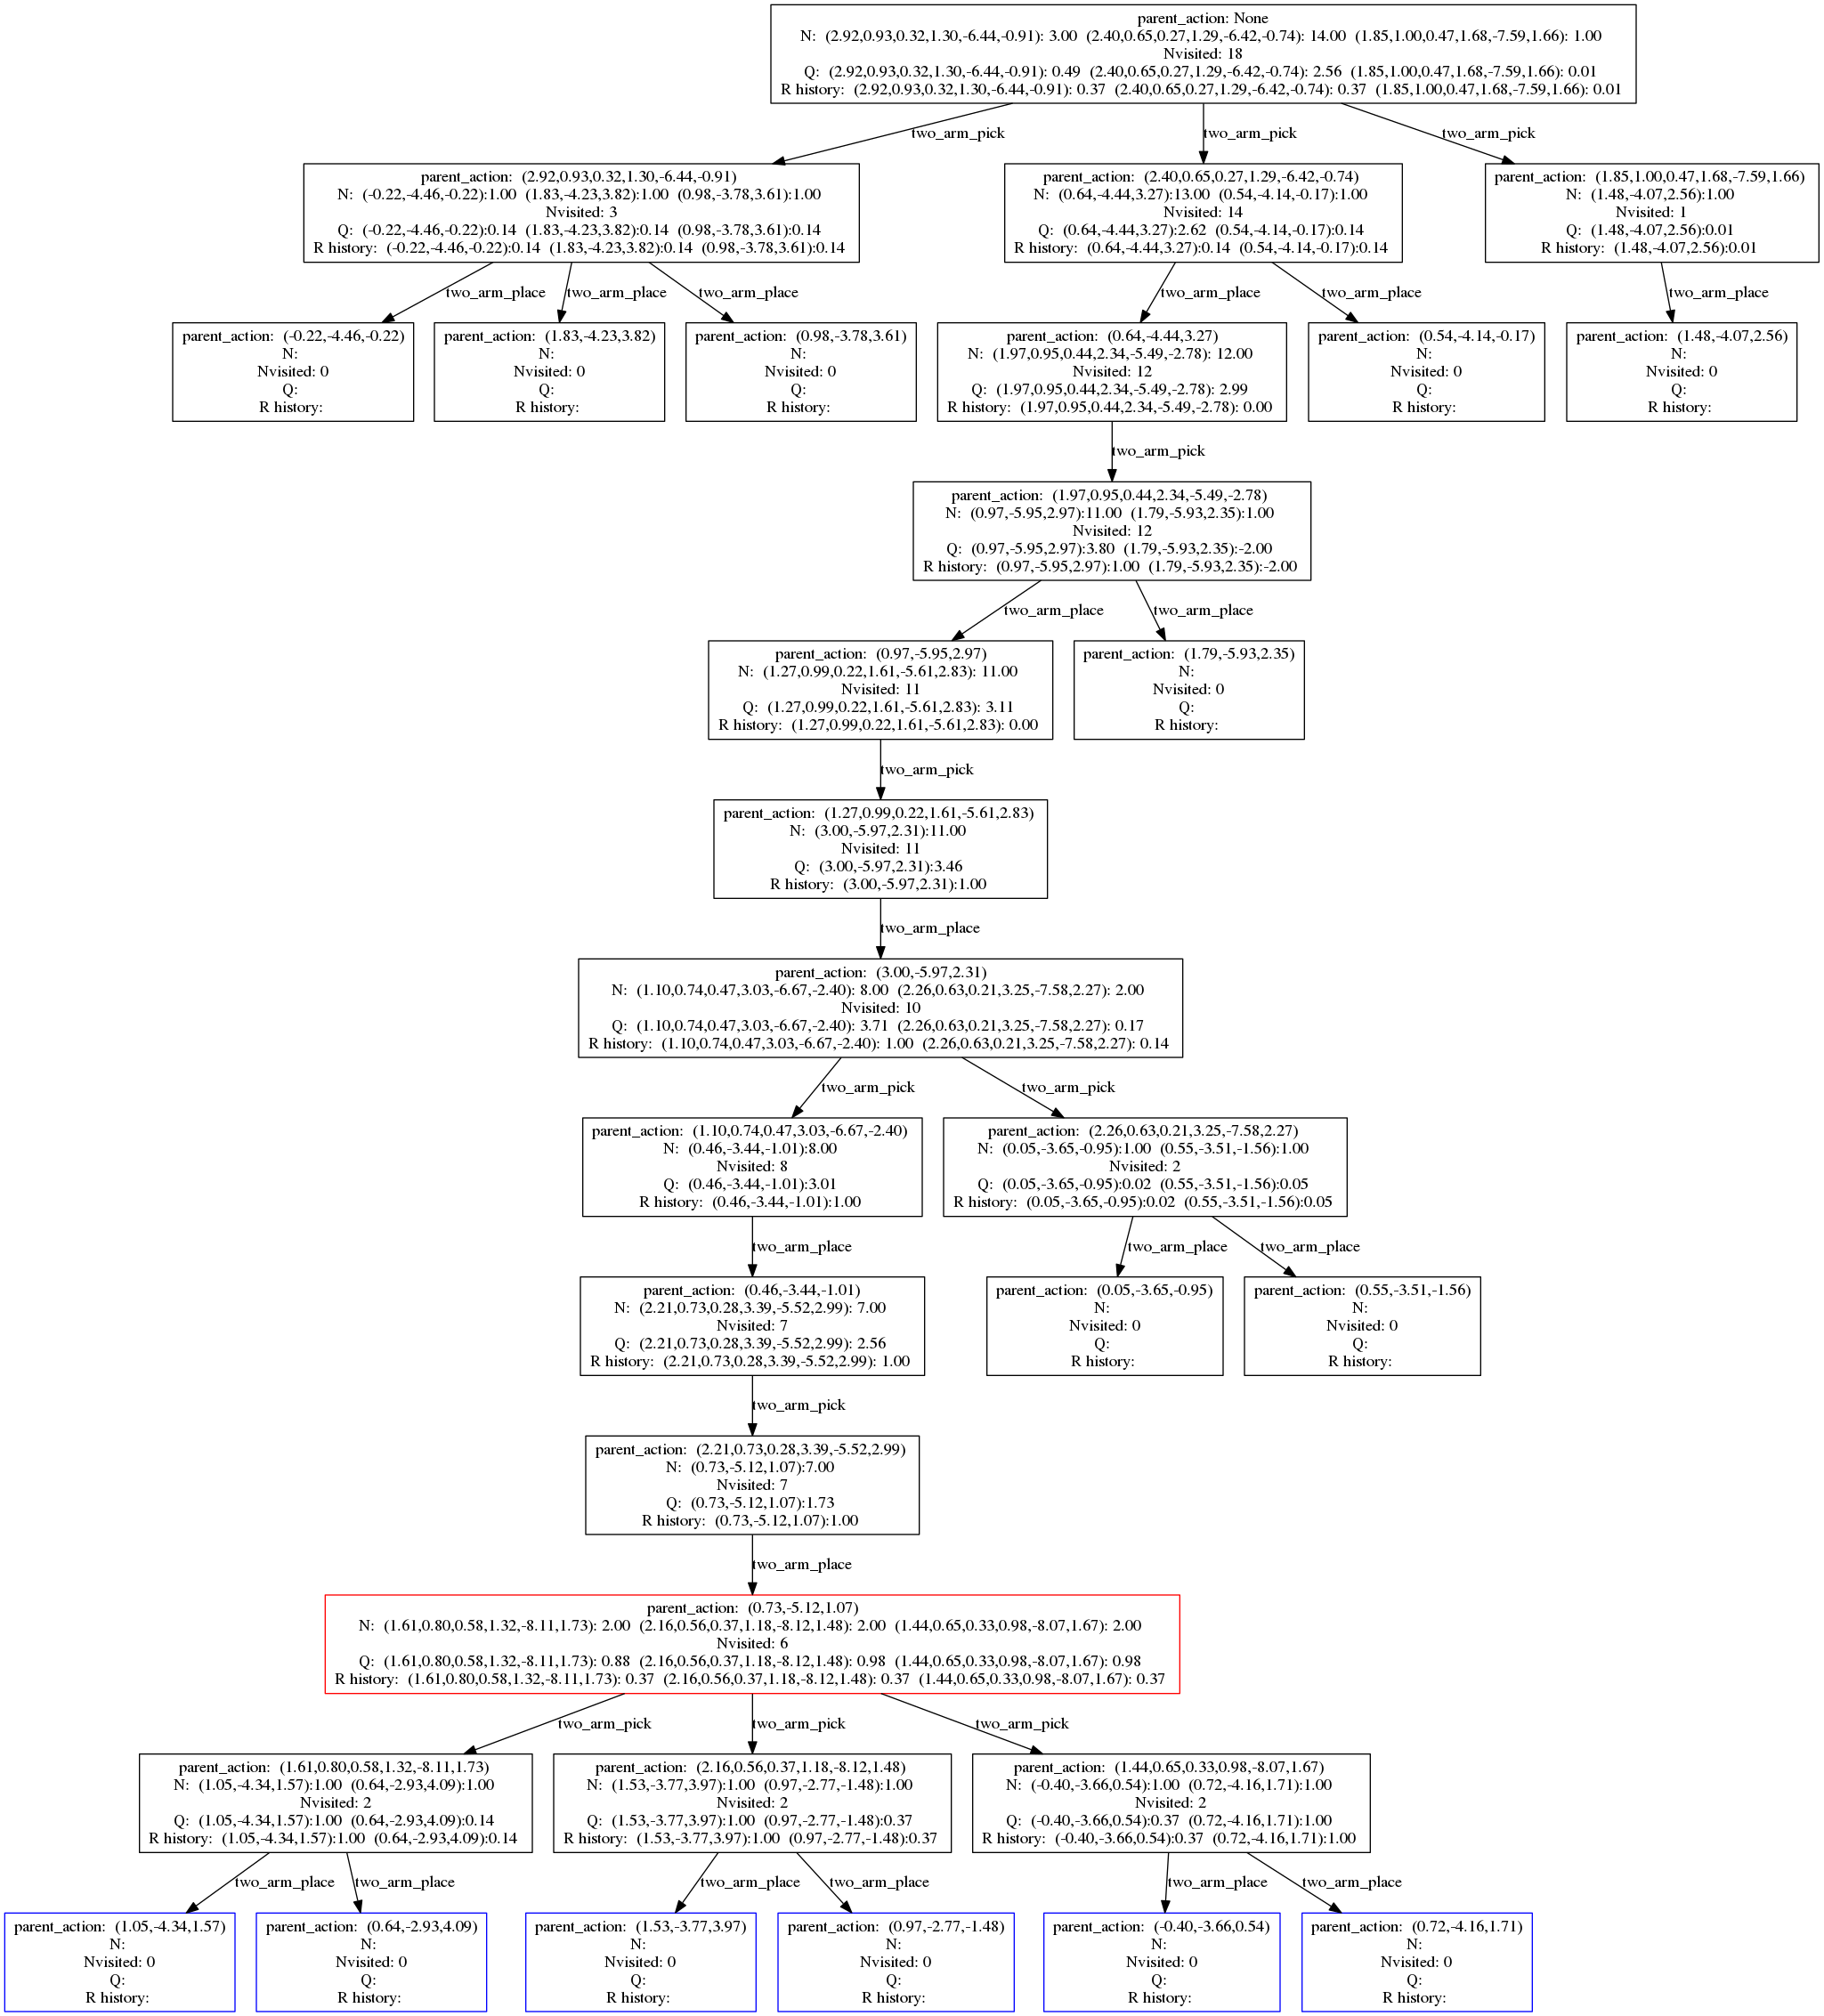 parent_action: None
N: (2.92,0.93,0.32,1.30,-6.44,-0.91): 3.00 (2.40,0.65,0.27,1.29,-6.42,-0.74): 14.00 (1.85,1.00,0.47,1.68,-7.59,1.66): 1.00
Nvisited: 18
Q: (2.92,0.93,0.32,1.30,-6.44,-0.91): 0.49 (2.40,0.65,0.27,1.29,-6.42,-0.74): 2.56 (1.85,1.00,0.47,1.68,-7.59,1.66): 0.01
R history: (2.92,0.93,0.32,1.30,-6.44,-0.91): 0.37 (2.40,0.65,0.27,1.29,-6.42,-0.74): 0.37 (1.85,1.00,0.47,1.68,-7.59,1.66): 0.01
two_arm_pick
two_arm_pick
two_arm_pick
parent_action: (2.92,0.93,0.32,1.30,-6.44,-0.91)
N: (-0.22,-4.46,-0.22):1.00 (1.83,-4.23,3.82):1.00 (0.98,-3.78,3.61):1.00
Nvisited: 3
Q: (-0.22,-4.46,-0.22):0.14 (1.83,-4.23,3.82):0.14 (0.98,-3.78,3.61):0.14
R history: (-0.22,-4.46,-0.22):0.14 (1.83,-4.23,3.82):0.14 (0.98,-3.78,3.61):0.14
parent_action: (2.40,0.65,0.27,1.29,-6.42,-0.74)
N: (0.64,-4.44,3.27):13.00 (0.54,-4.14,-0.17):1.00
Nvisited: 14
Q: (0.64,-4.44,3.27):2.62 (0.54,-4.14,-0.17):0.14
R history: (0.64,-4.44,3.27):0.14 (0.54,-4.14,-0.17):0.14
parent_action: (1.85,1.00,0.47,1.68,-7.59,1.66)
N: (1.48,-4.07,2.56):1.00
Nvisited: 1
Q: (1.48,-4.07,2.56):0.01
R history: (1.48,-4.07,2.56):0.01
two_arm_place
two_arm_place
two_arm_place
two_arm_place
two_arm_place
two_arm_place
parent_action: (-0.22,-4.46,-0.22)
N:
Nvisited: 0
Q:
R history:
parent_action: (1.83,-4.23,3.82)
N:
Nvisited: 0
Q:
R history:
parent_action: (0.98,-3.78,3.61)
N:
Nvisited: 0
Q:
R history:
parent_action: (0.64,-4.44,3.27)
N: (1.97,0.95,0.44,2.34,-5.49,-2.78): 12.00
Nvisited: 12
Q: (1.97,0.95,0.44,2.34,-5.49,-2.78): 2.99
R history: (1.97,0.95,0.44,2.34,-5.49,-2.78): 0.00
parent_action: (0.54,-4.14,-0.17)
N:
Nvisited: 0
Q:
R history:
parent_action: (1.48,-4.07,2.56)
N:
Nvisited: 0
Q:
R history:
two_arm_pick
parent_action: (1.97,0.95,0.44,2.34,-5.49,-2.78)
N: (0.97,-5.95,2.97):11.00 (1.79,-5.93,2.35):1.00
Nvisited: 12
Q: (0.97,-5.95,2.97):3.80 (1.79,-5.93,2.35):-2.00
R history: (0.97,-5.95,2.97):1.00 (1.79,-5.93,2.35):-2.00
two_arm_place
two_arm_place
parent_action: (0.97,-5.95,2.97)
N: (1.27,0.99,0.22,1.61,-5.61,2.83): 11.00
Nvisited: 11
Q: (1.27,0.99,0.22,1.61,-5.61,2.83): 3.11
R history: (1.27,0.99,0.22,1.61,-5.61,2.83): 0.00
parent_action: (1.79,-5.93,2.35)
N:
Nvisited: 0
Q:
R history:
two_arm_pick
parent_action: (1.27,0.99,0.22,1.61,-5.61,2.83)
N: (3.00,-5.97,2.31):11.00
Nvisited: 11
Q: (3.00,-5.97,2.31):3.46
R history: (3.00,-5.97,2.31):1.00
two_arm_place
parent_action: (3.00,-5.97,2.31)
N: (1.10,0.74,0.47,3.03,-6.67,-2.40): 8.00 (2.26,0.63,0.21,3.25,-7.58,2.27): 2.00
Nvisited: 10
Q: (1.10,0.74,0.47,3.03,-6.67,-2.40): 3.71 (2.26,0.63,0.21,3.25,-7.58,2.27): 0.17
R history: (1.10,0.74,0.47,3.03,-6.67,-2.40): 1.00 (2.26,0.63,0.21,3.25,-7.58,2.27): 0.14
two_arm_pick
two_arm_pick
parent_action: (1.10,0.74,0.47,3.03,-6.67,-2.40)
N: (0.46,-3.44,-1.01):8.00
Nvisited: 8
Q: (0.46,-3.44,-1.01):3.01
R history: (0.46,-3.44,-1.01):1.00
parent_action: (2.26,0.63,0.21,3.25,-7.58,2.27)
N: (0.05,-3.65,-0.95):1.00 (0.55,-3.51,-1.56):1.00
Nvisited: 2
Q: (0.05,-3.65,-0.95):0.02 (0.55,-3.51,-1.56):0.05
R history: (0.05,-3.65,-0.95):0.02 (0.55,-3.51,-1.56):0.05
two_arm_place
two_arm_place
two_arm_place
parent_action: (0.46,-3.44,-1.01)
N: (2.21,0.73,0.28,3.39,-5.52,2.99): 7.00
Nvisited: 7
Q: (2.21,0.73,0.28,3.39,-5.52,2.99): 2.56
R history: (2.21,0.73,0.28,3.39,-5.52,2.99): 1.00
parent_action: (0.05,-3.65,-0.95)
N:
Nvisited: 0
Q:
R history:
parent_action: (0.55,-3.51,-1.56)
N:
Nvisited: 0
Q:
R history:
two_arm_pick
parent_action: (2.21,0.73,0.28,3.39,-5.52,2.99)
N: (0.73,-5.12,1.07):7.00
Nvisited: 7
Q: (0.73,-5.12,1.07):1.73
R history: (0.73,-5.12,1.07):1.00
two_arm_place
parent_action: (0.73,-5.12,1.07)
N: (1.61,0.80,0.58,1.32,-8.11,1.73): 2.00 (2.16,0.56,0.37,1.18,-8.12,1.48): 2.00 (1.44,0.65,0.33,0.98,-8.07,1.67): 2.00
Nvisited: 6
Q: (1.61,0.80,0.58,1.32,-8.11,1.73): 0.88 (2.16,0.56,0.37,1.18,-8.12,1.48): 0.98 (1.44,0.65,0.33,0.98,-8.07,1.67): 0.98
R history: (1.61,0.80,0.58,1.32,-8.11,1.73): 0.37 (2.16,0.56,0.37,1.18,-8.12,1.48): 0.37 (1.44,0.65,0.33,0.98,-8.07,1.67): 0.37
two_arm_pick
two_arm_pick
two_arm_pick
parent_action: (1.61,0.80,0.58,1.32,-8.11,1.73)
N: (1.05,-4.34,1.57):1.00 (0.64,-2.93,4.09):1.00
Nvisited: 2
Q: (1.05,-4.34,1.57):1.00 (0.64,-2.93,4.09):0.14
R history: (1.05,-4.34,1.57):1.00 (0.64,-2.93,4.09):0.14
parent_action: (2.16,0.56,0.37,1.18,-8.12,1.48)
N: (1.53,-3.77,3.97):1.00 (0.97,-2.77,-1.48):1.00
Nvisited: 2
Q: (1.53,-3.77,3.97):1.00 (0.97,-2.77,-1.48):0.37
R history: (1.53,-3.77,3.97):1.00 (0.97,-2.77,-1.48):0.37
parent_action: (1.44,0.65,0.33,0.98,-8.07,1.67)
N: (-0.40,-3.66,0.54):1.00 (0.72,-4.16,1.71):1.00
Nvisited: 2
Q: (-0.40,-3.66,0.54):0.37 (0.72,-4.16,1.71):1.00
R history: (-0.40,-3.66,0.54):0.37 (0.72,-4.16,1.71):1.00
two_arm_place
two_arm_place
two_arm_place
two_arm_place
two_arm_place
two_arm_place
parent_action: (1.05,-4.34,1.57)
N:
Nvisited: 0
Q:
R history:
parent_action: (0.64,-2.93,4.09)
N:
Nvisited: 0
Q:
R history:
parent_action: (1.53,-3.77,3.97)
N:
Nvisited: 0
Q:
R history:
parent_action: (0.97,-2.77,-1.48)
N:
Nvisited: 0
Q:
R history:
parent_action: (-0.40,-3.66,0.54)
N:
Nvisited: 0
Q:
R history:
parent_action: (0.72,-4.16,1.71)
N:
Nvisited: 0
Q:
R history: